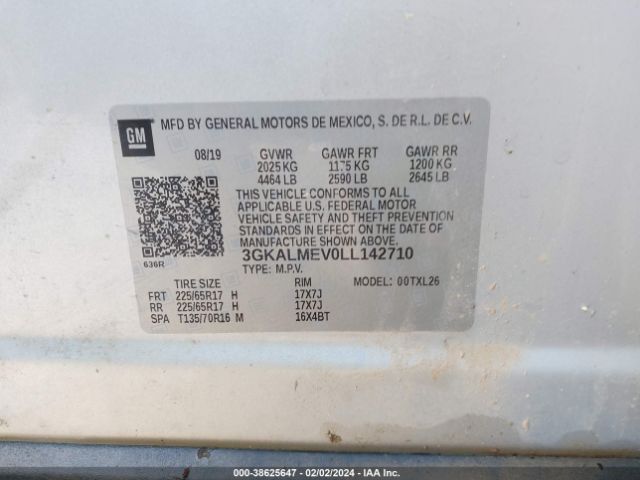 GM
MFD BY GENERAL MOTORS DE MEXICO, S. DE R.L. DE C.V.
08/19 GVWR GAWR FRT GAWR RR
2025 KG 1175 KG 1200 KG
4464 LB 2590 LB 2645 LB
THIS VEHICLE CONFORMS TO ALL
APPLICABLE U.S. FEDERAL MOTOR
VEHICLE SAFETY AND THEFT PREVENTION
STANDARDS IN EFFECT ON THE DATE OF
MANUFACTURE SHOWN ABOVE.
3GKALMEV0LL142710
636R
TYPE: M.P.V.
TIRE SIZE RIM MODEL: 00TXL26
FRT 225/65R17 H 17X7J
RR 225/65R17 H 17X7J
SPA T135/70R16 M 16X4BT
000-38625647 - 02/02/2024 - IAA Inc.